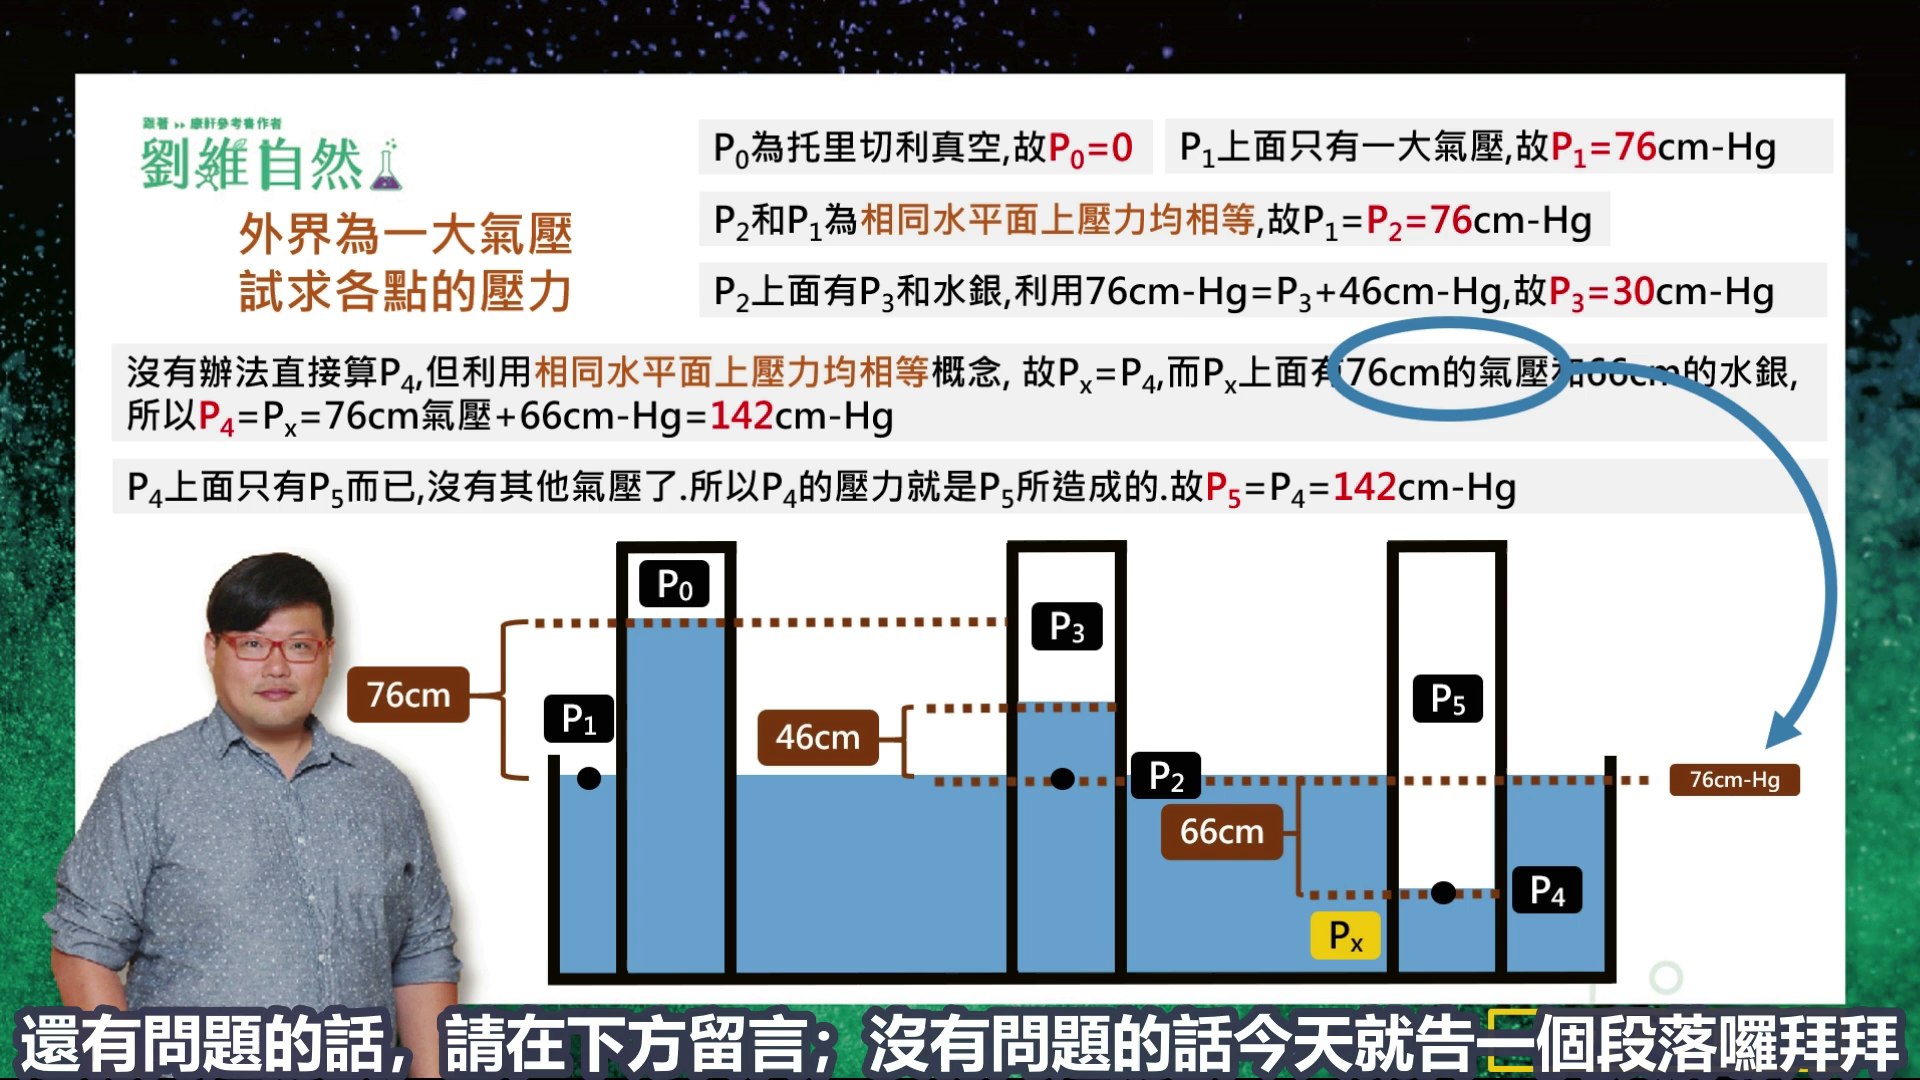 跟著▸▸康軒參考書作者
劉維自然
外界為一大氣壓
試求各點的壓力
P₀為托里切利真空,故P₀=0
P₁上面只有一大氣壓,故P₁=76cm-Hg
P₂和P₁為相同水平面上壓力均相等,故P₁=P₂=76cm-Hg
P₂上面有P₃和水銀,利用76cm-Hg=P₃+46cm-Hg,故P₃=30cm-Hg
沒有辦法直接算P₄,但利用相同水平面上壓力均相等概念, 故Pₓ=P₄,而Pₓ上面有76cm的氣壓和66cm的水銀,
所以P₄=Pₓ=76cm氣壓+66cm-Hg=142cm-Hg
P₄上面只有P₅而已,沒有其他氣壓了.所以P₄的壓力就是P₅所造成的.故P₅=P₄=142cm-Hg
P₀
P₃
76cm
P₁
P₅
46cm
P₂
76cm-Hg
66cm
P₄
Pₓ
還有問題的話，請在下方留言；沒有問題的話今天就告一個段落囉拜拜